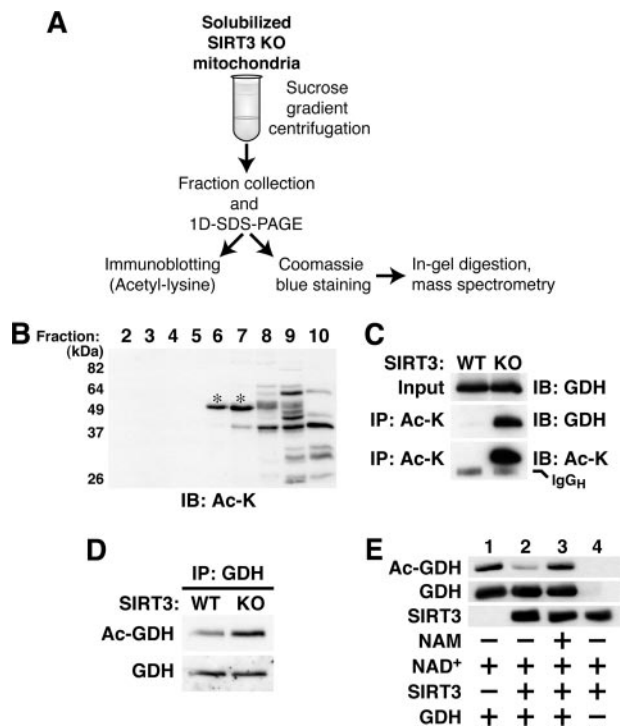 A
Solubilized
SIRT3 KO
mitochondria
Sucrose
gradient
centrifugation
Fraction collection
and
1D-SDS-PAGE
Immunoblotting
(Acetyl-lysine)
Coomassie
blue staining
In-gel digestion,
mass spectrometry
B
Fraction: 2 3 4 5 6 7 8 9 10
(kDa)
82
64
49
37
26
* *
IB: Ac-K
C
SIRT3: WT KO
Input IB: GDH
IP: Ac-K IB: GDH
IP: Ac-K IB: Ac-K
IgGH
D
IP: GDH
SIRT3: WT KO
Ac-GDH
GDH
E
1 2 3 4
Ac-GDH
GDH
SIRT3
NAM − − + −
NAD+ + + + +
SIRT3 − + + +
GDH + + + −